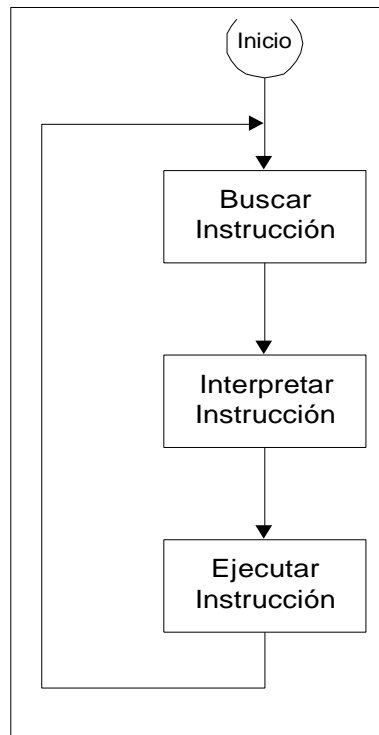 Inicio
Buscar
Instrucción
Interpretar
Instrucción
Ejecutar
Instrucción